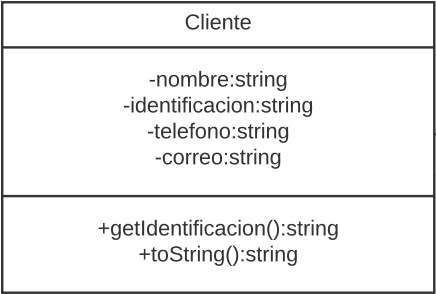 Cliente
-nombre:string
-identificacion:string
-telefono:string
-correo:string
+getIdentificacion():string
+toString():string